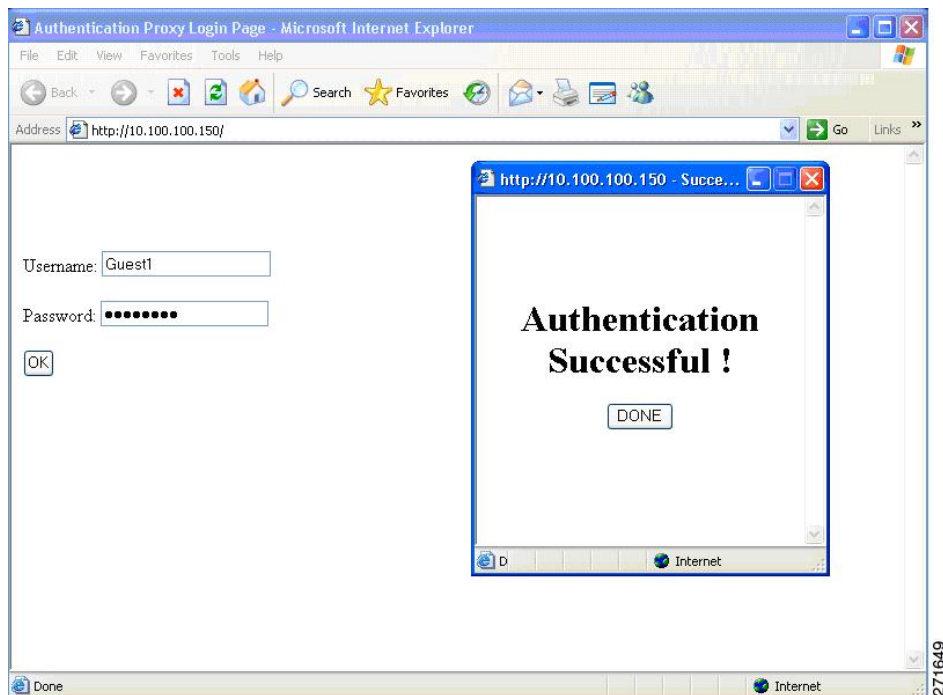 Authentication Proxy Login Page - Microsoft Internet Explorer
File Edit View Favorites Tools Help
Back Search Favorites
Address http://10.100.100.150/ Go Links »
http://10.100.100.150 - Succe...
Username: Guest1
Password: ●●●●●●●●
OK
Authentication
Successful !
DONE
D Internet
Done Internet
271649